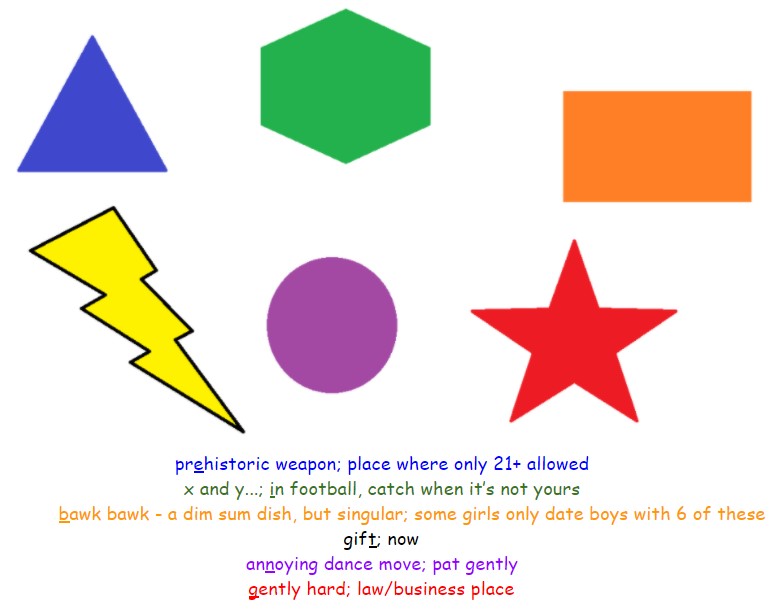 prehistoric weapon; place where only 21+ allowed
x and y...; in football, catch when it's not yours
bawk bawk - a dim sum dish, but singular; some girls only date boys with 6 of these
gift; now
annoying dance move; pat gently
gently hard; law/business place